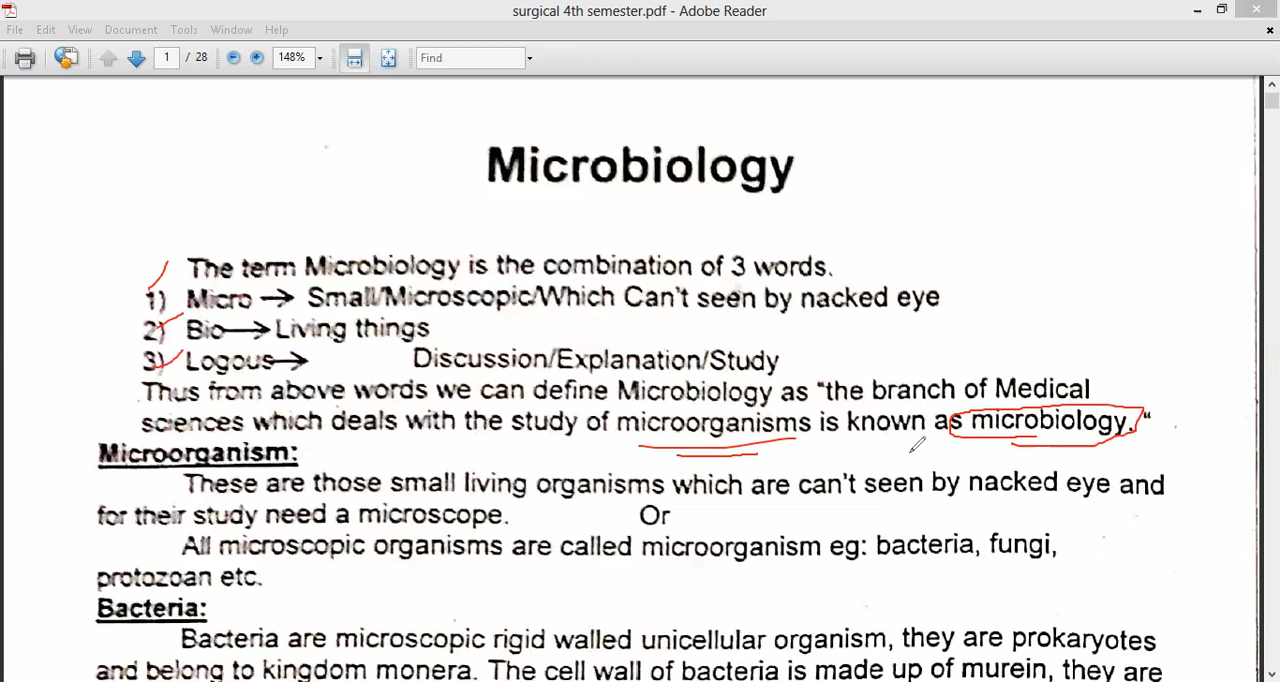 surgical 4th semester.pdf - Adobe Reader
File Edit View Document Tools Window Help
1 / 28 148% Find
Microbiology
The term Microbiology is the combination of 3 words.
1) Micro → Small/Microscopic/Which Can't seen by nacked eye
2) Bio → Living things
3) Logous → Discussion/Explanation/Study
Thus from above words we can define Microbiology as "the branch of Medical
sciences which deals with the study of microorganisms is known as microbiology. "
Microorganism:
These are those small living organisms which are can't seen by nacked eye and
for their study need a microscope. Or
All microscopic organisms are called microorganism eg: bacteria, fungi,
protozoan etc.
Bacteria:
Bacteria are microscopic rigid walled unicellular organism, they are prokaryotes
and belong to kingdom monera. The cell wall of bacteria is made up of murein, they are